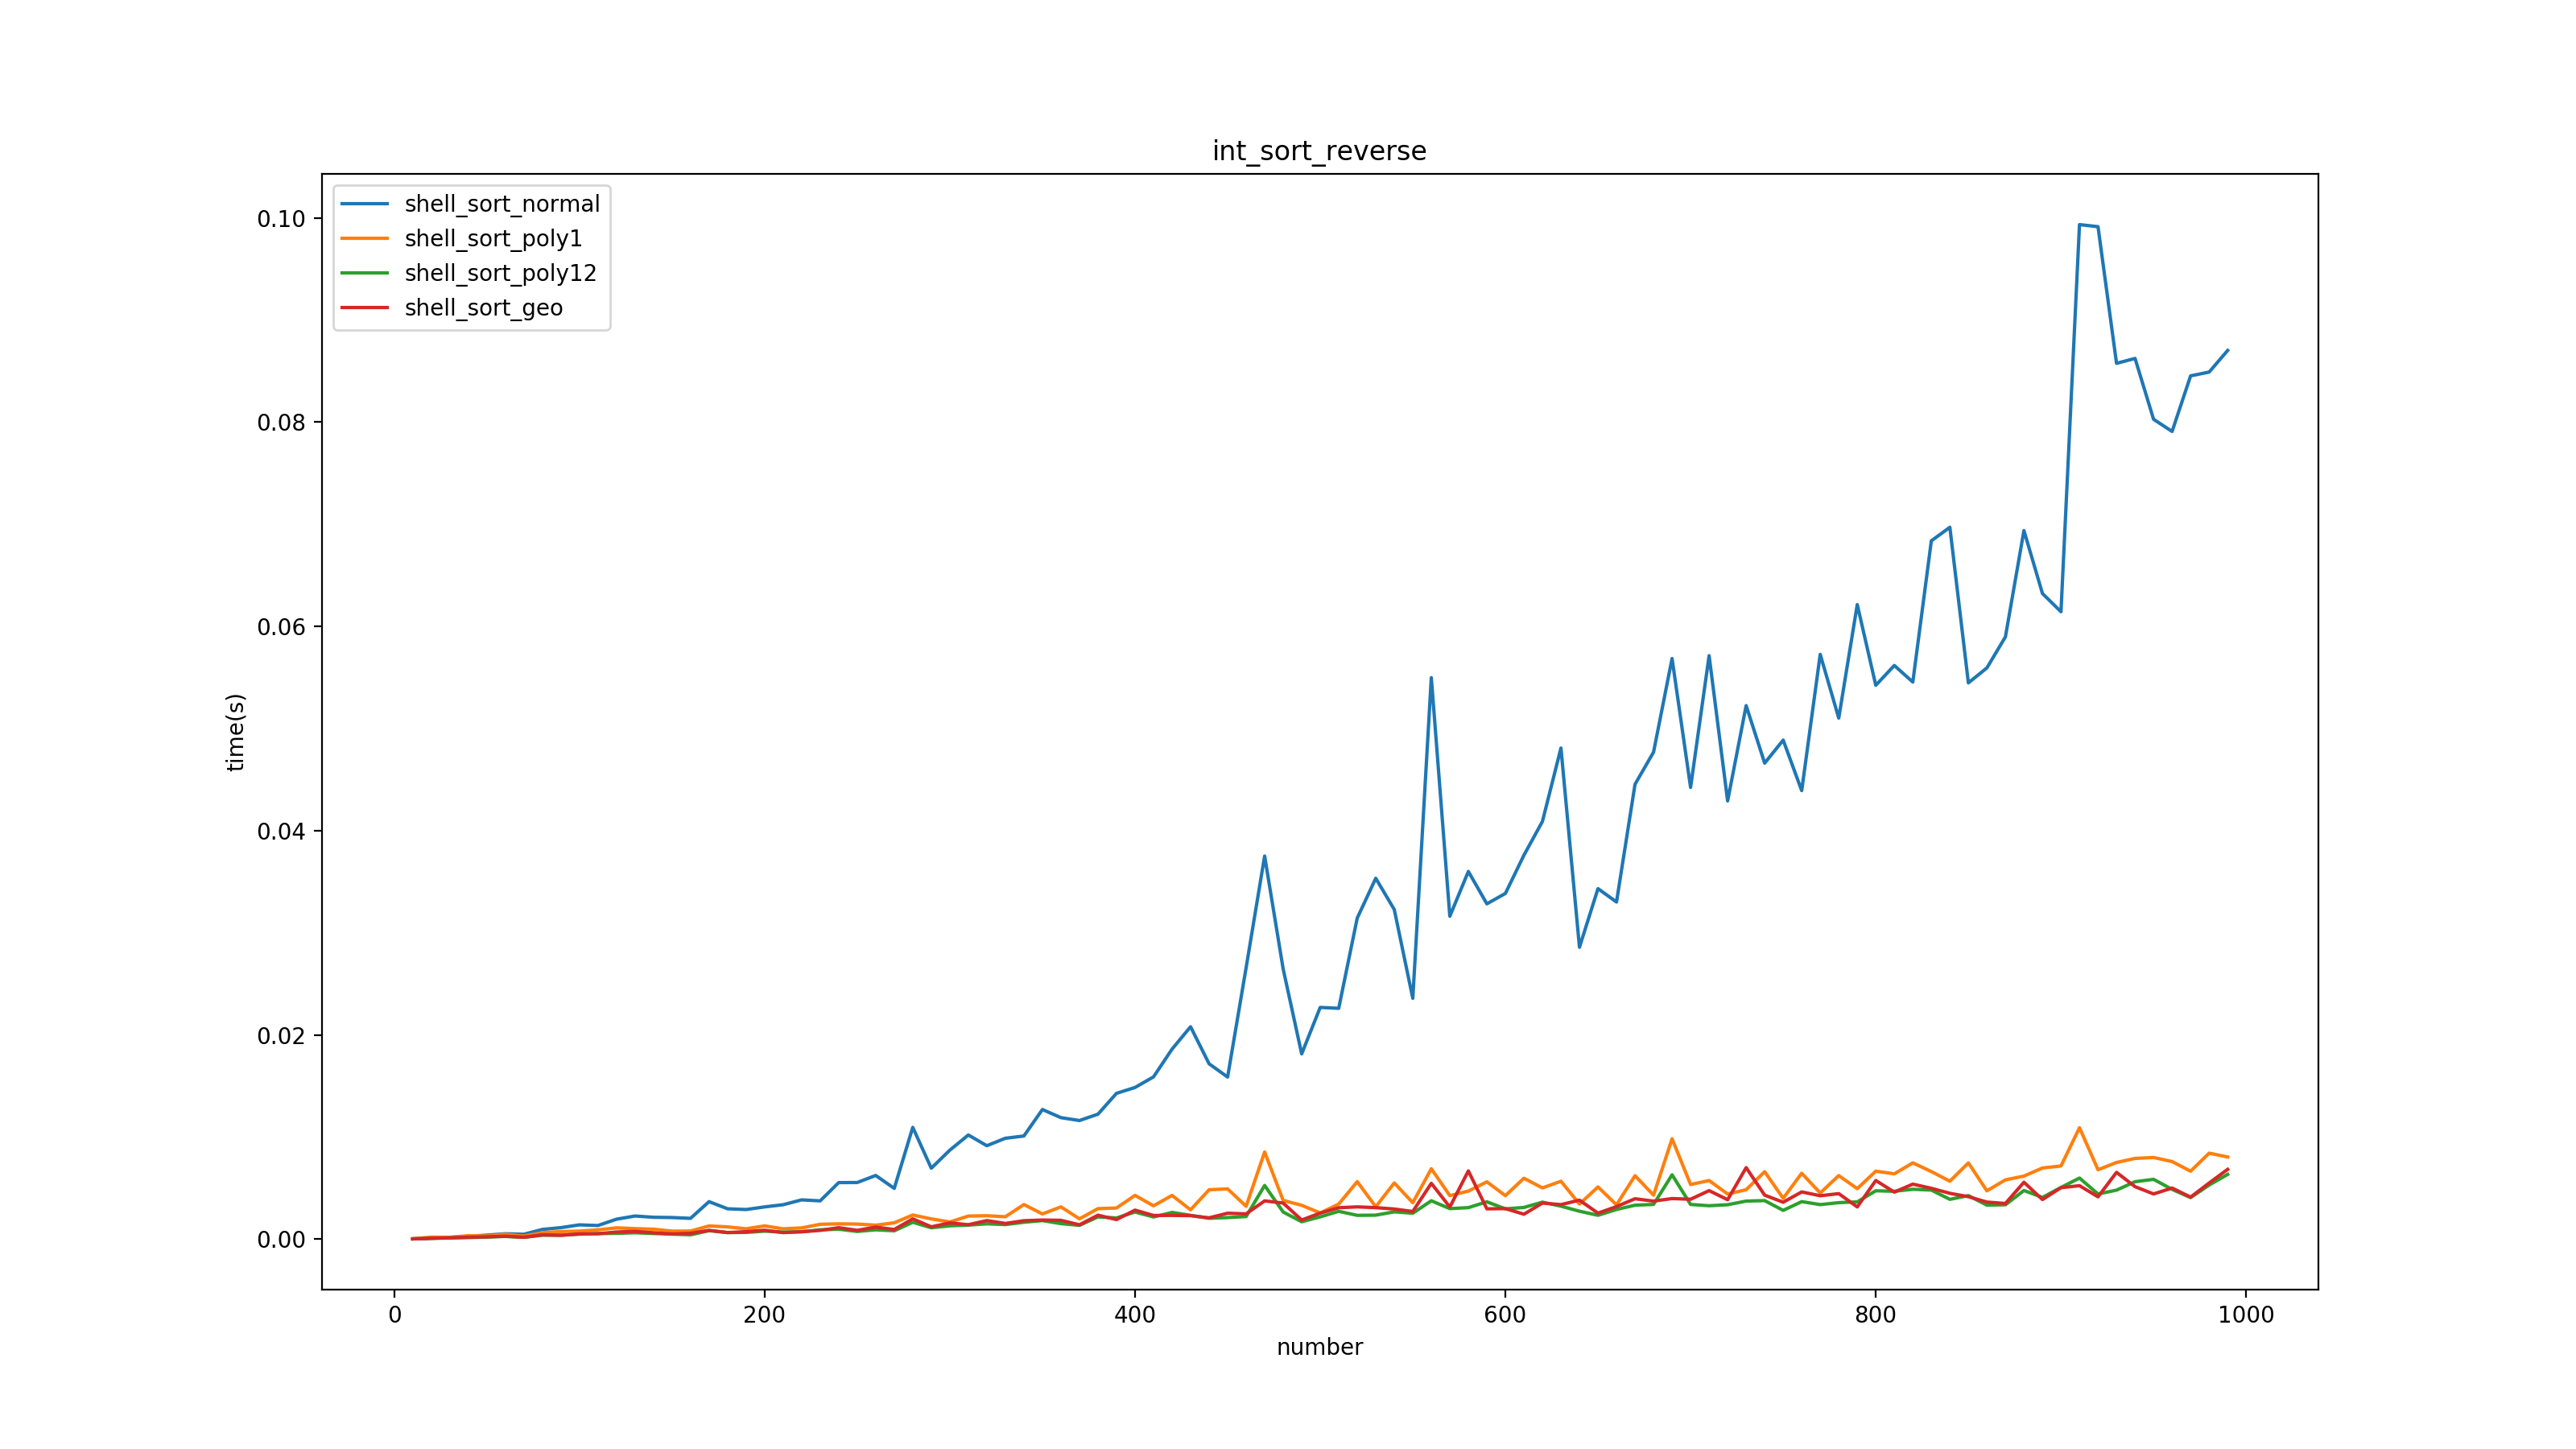 int_sort_reverse
shell_sort_normal
shell_sort_poly1
shell_sort_poly12
shell_sort_geo
0.10
0.08
0.06
0.04
0.02
0.00
time(s)
0 200 400 600 800 1000
number